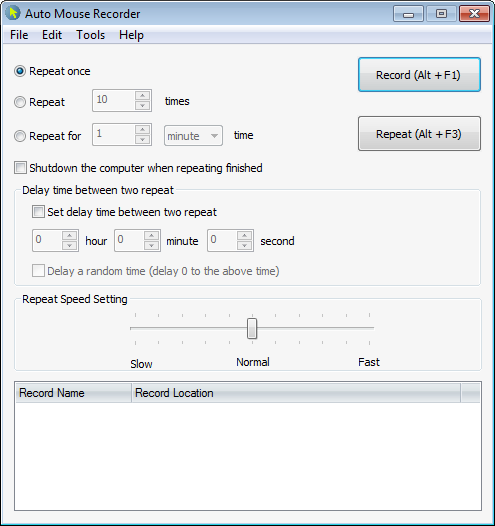 Auto Mouse Recorder
File Edit Tools Help
Repeat once
Record (Alt + F1)
Repeat 10 times
Repeat for 1 minute time
Repeat (Alt + F3)
Shutdown the computer when repeating finished
Delay time between two repeat
Set delay time between two repeat
0 hour 0 minute 0 second
Delay a random time (delay 0 to the above time)
Repeat Speed Setting
Slow Normal Fast
Record Name Record Location